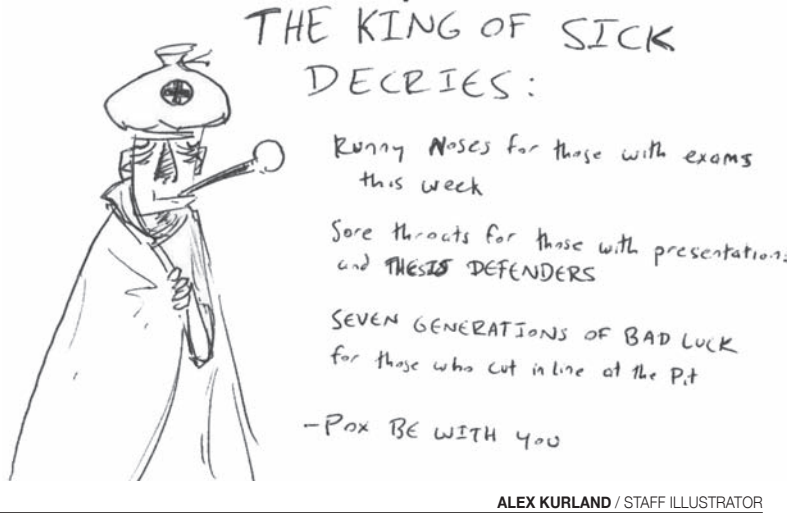 THE KING OF SICK
DECRIES:
Runny Noses for those with exams
this week
Sore throats for those with presentations
and THESIS DEFENDERS
SEVEN GENERATIONS OF BAD LUCK
for those who cut in line at the Pit
-POX BE WITH YOU
ALEX KURLAND / STAFF ILLUSTRATOR